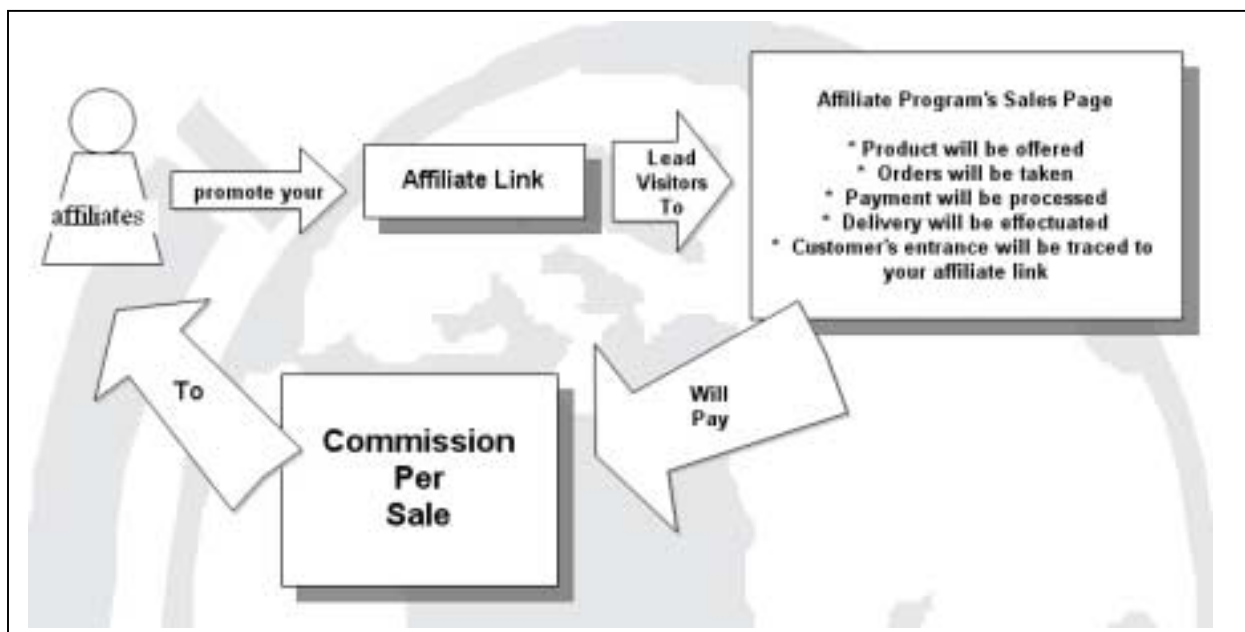 affiliates
promote your
Affiliate Link
Lead
Visitors
To
Affiliate Program's Sales Page
* Product will be offered
* Orders will be taken
* Payment will be processed
* Delivery will be effectuated
* Customer's entrance will be traced to
your affiliate link
Will
Pay
Commission
Per
Sale
To